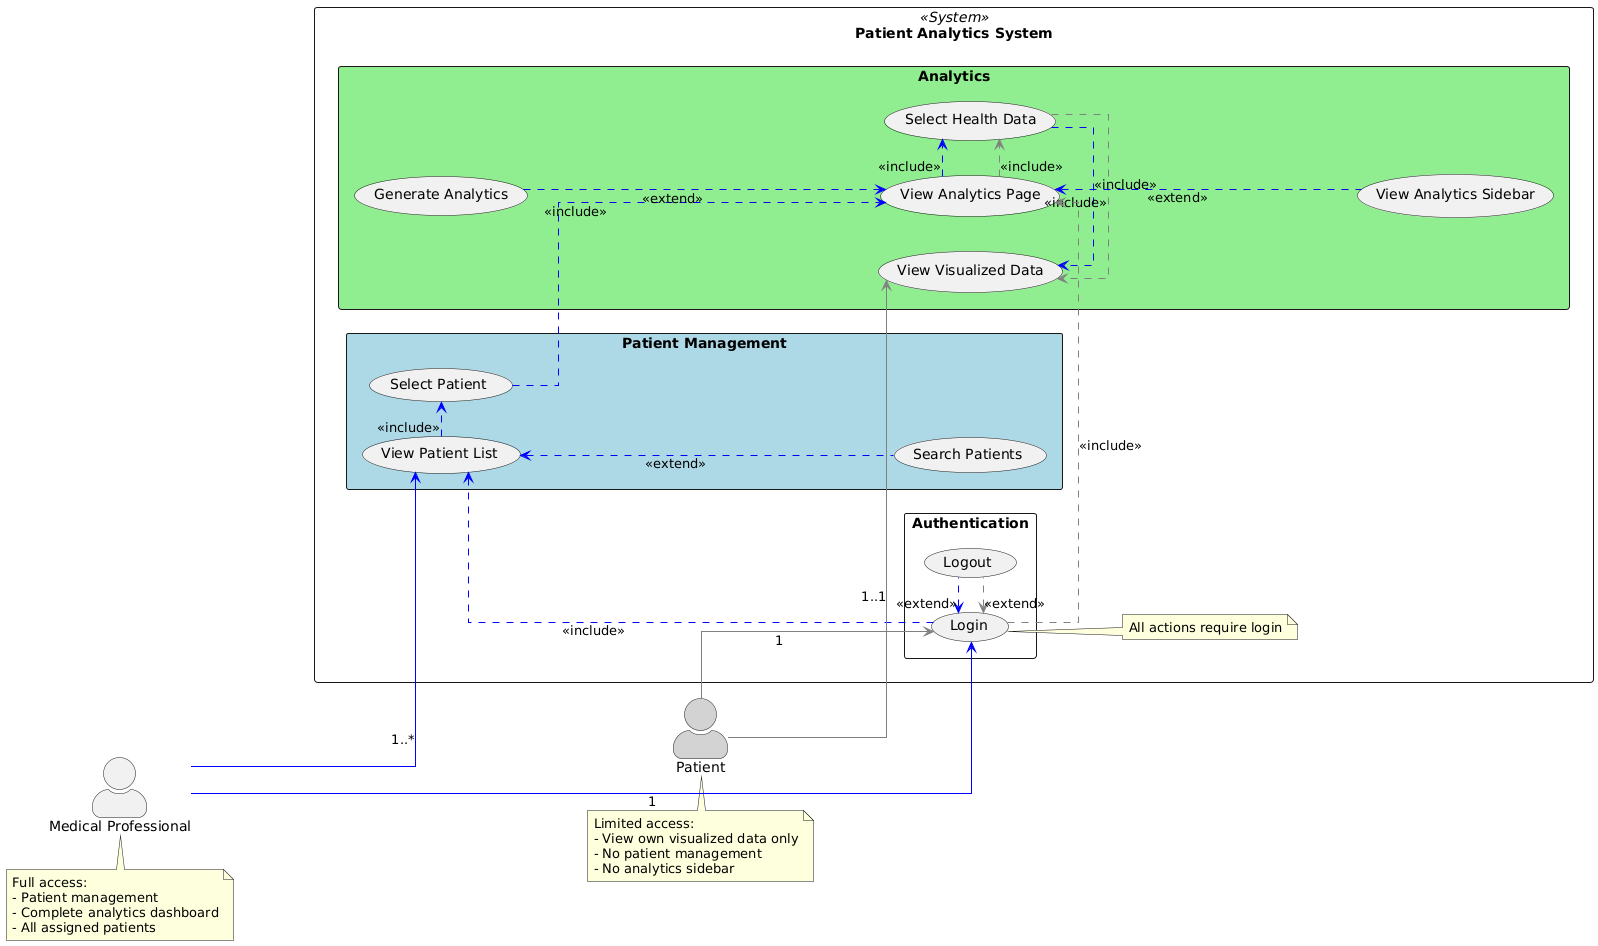 «System»
Patient Analytics System
Analytics
Select Health Data
«include»
«include»
Generate Analytics
View Analytics Page
«include»
View Analytics Sidebar
«extend»
«extend»
«include»
«include»
View Visualized Data
Patient Management
Select Patient
«include»
View Patient List
Search Patients
«extend»
«include»
Authentication
Logout
1..1
«extend»
«extend»
Login
All actions require login
«include»
1
1..*
Patient
1
Medical Professional
Limited access:
- View own visualized data only
- No patient management
- No analytics sidebar
Full access:
- Patient management
- Complete analytics dashboard
- All assigned patients